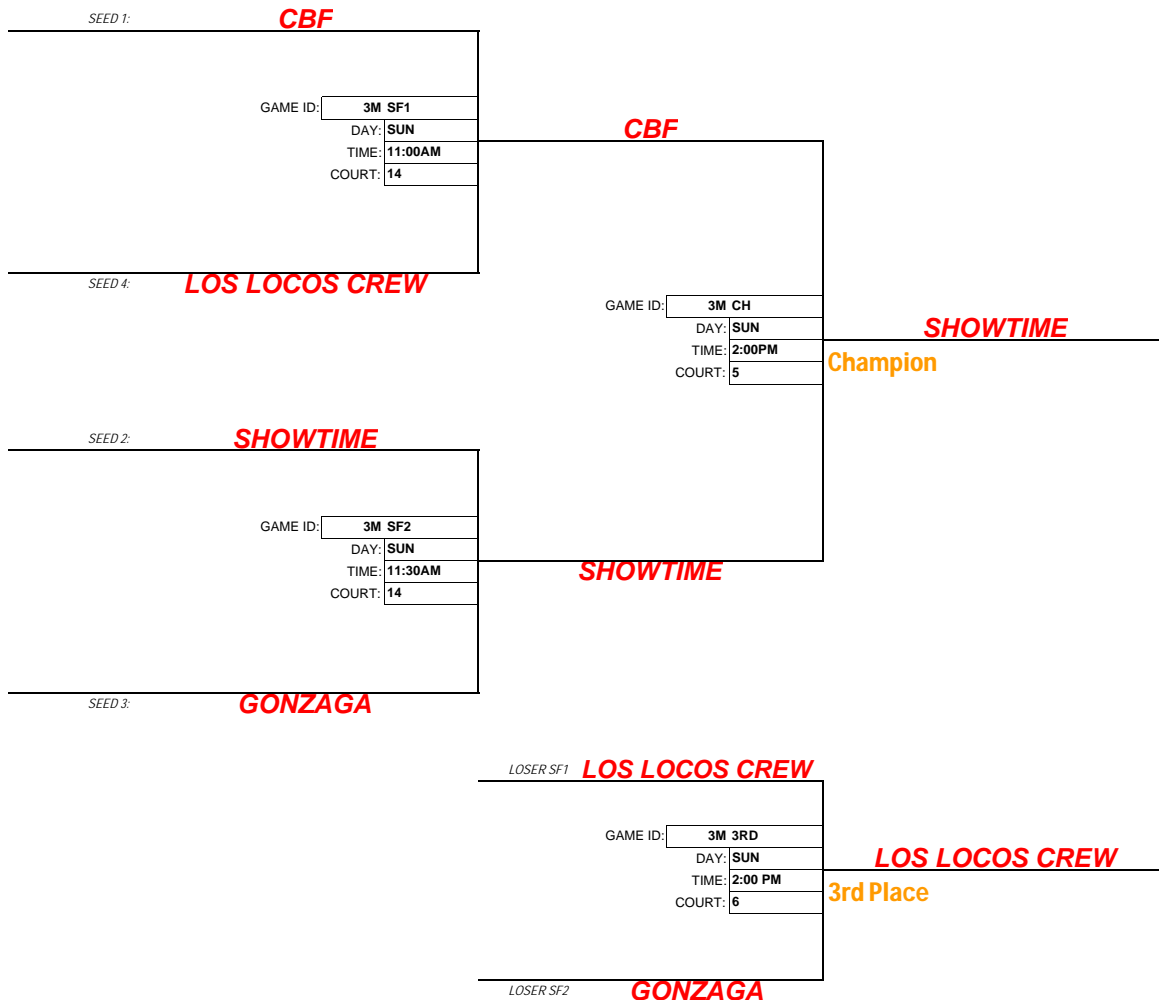 SEED 1: CBF
GAME ID: 3M SF1
DAY: SUN
TIME: 11:00AM
COURT: 14
CBF
SEED 4: LOS LOCOS CREW
GAME ID: 3M CH
DAY: SUN
TIME: 2:00PM
COURT: 5
SHOWTIME
Champion
SEED 2: SHOWTIME
GAME ID: 3M SF2
DAY: SUN
TIME: 11:30AM
COURT: 14
SHOWTIME
SEED 3: GONZAGA
LOSER SF1 LOS LOCOS CREW
GAME ID: 3M 3RD
DAY: SUN
TIME: 2:00 PM
COURT: 6
LOS LOCOS CREW
3rd Place
LOSER SF2 GONZAGA